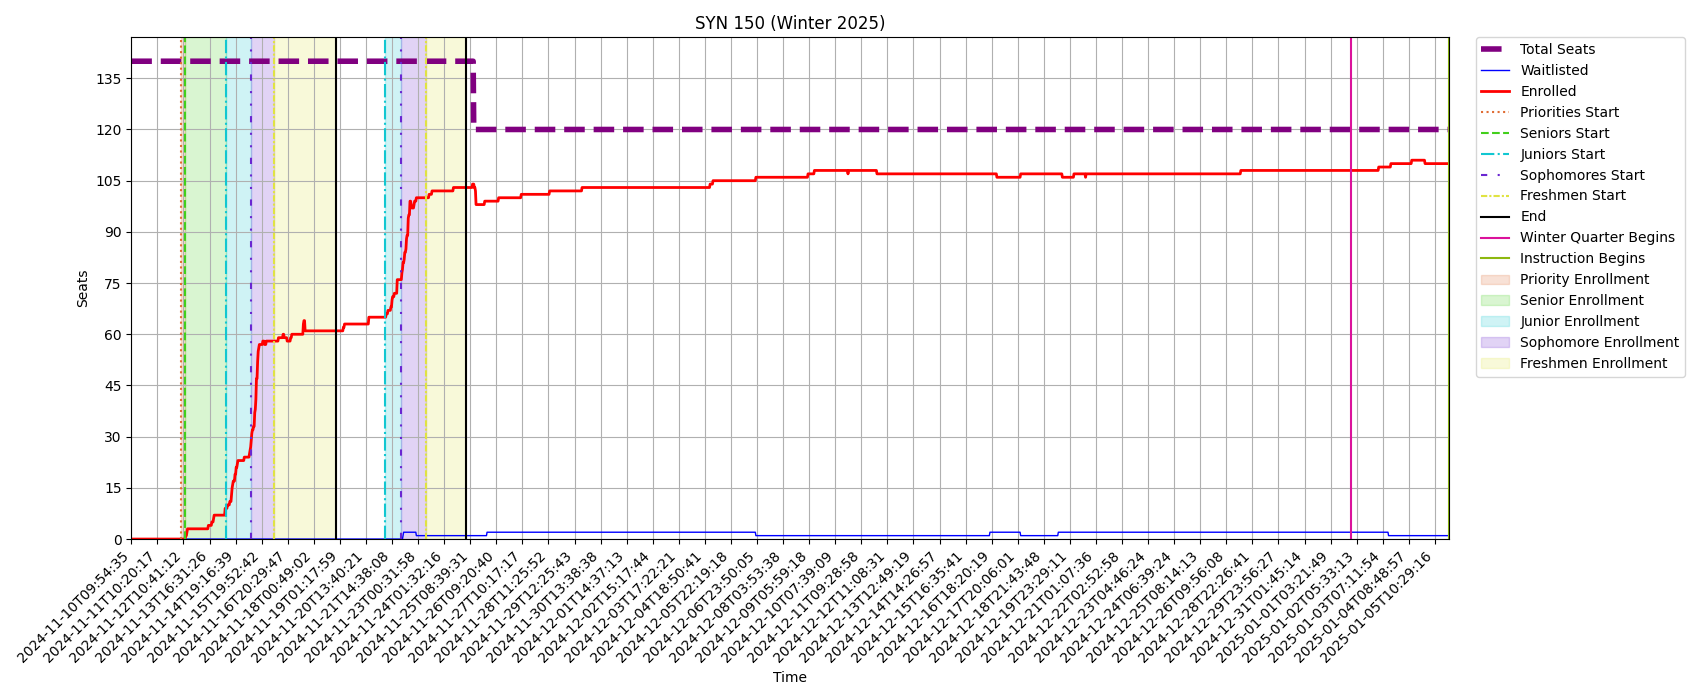 SYN 150 (Winter 2025)
Seats
135
120
105
90
75
60
45
30
15
0
2024-11-10T09:54:35
2024-11-11T10:20:17
2024-11-12T10:41:12
2024-11-13T16:31:26
2024-11-14T19:16:39
2024-11-15T19:52:42
2024-11-16T20:29:47
2024-11-18T00:49:02
2024-11-19T01:17:59
2024-11-20T13:40:21
2024-11-21T14:38:08
2024-11-23T00:31:58
2024-11-24T01:32:16
2024-11-25T08:39:31
2024-11-26T09:20:40
2024-11-27T10:17:17
2024-11-28T11:25:52
2024-11-29T12:25:43
2024-11-30T13:38:38
2024-12-01T14:37:13
2024-12-02T15:17:44
2024-12-03T17:22:21
2024-12-04T18:50:41
2024-12-05T22:19:18
2024-12-06T23:50:05
2024-12-08T03:53:38
2024-12-09T05:59:18
2024-12-10T07:39:09
2024-12-11T09:28:58
2024-12-12T11:08:31
2024-12-13T12:49:19
2024-12-14T14:26:57
2024-12-15T16:35:41
2024-12-16T18:20:19
2024-12-17T20:06:01
2024-12-18T21:43:48
2024-12-19T23:29:11
2024-12-21T01:07:36
2024-12-22T02:52:58
2024-12-23T04:46:24
2024-12-24T06:39:24
2024-12-25T08:14:13
2024-12-26T09:56:08
2024-12-28T22:26:41
2024-12-29T23:56:27
2024-12-31T01:45:14
2025-01-01T03:21:49
2025-01-02T05:33:13
2025-01-03T07:11:54
2025-01-04T08:48:57
2025-01-05T10:29:16
Time
Total Seats
Waitlisted
Enrolled
Priorities Start
Seniors Start
Juniors Start
Sophomores Start
Freshmen Start
End
Winter Quarter Begins
Instruction Begins
Priority Enrollment
Senior Enrollment
Junior Enrollment
Sophomore Enrollment
Freshmen Enrollment